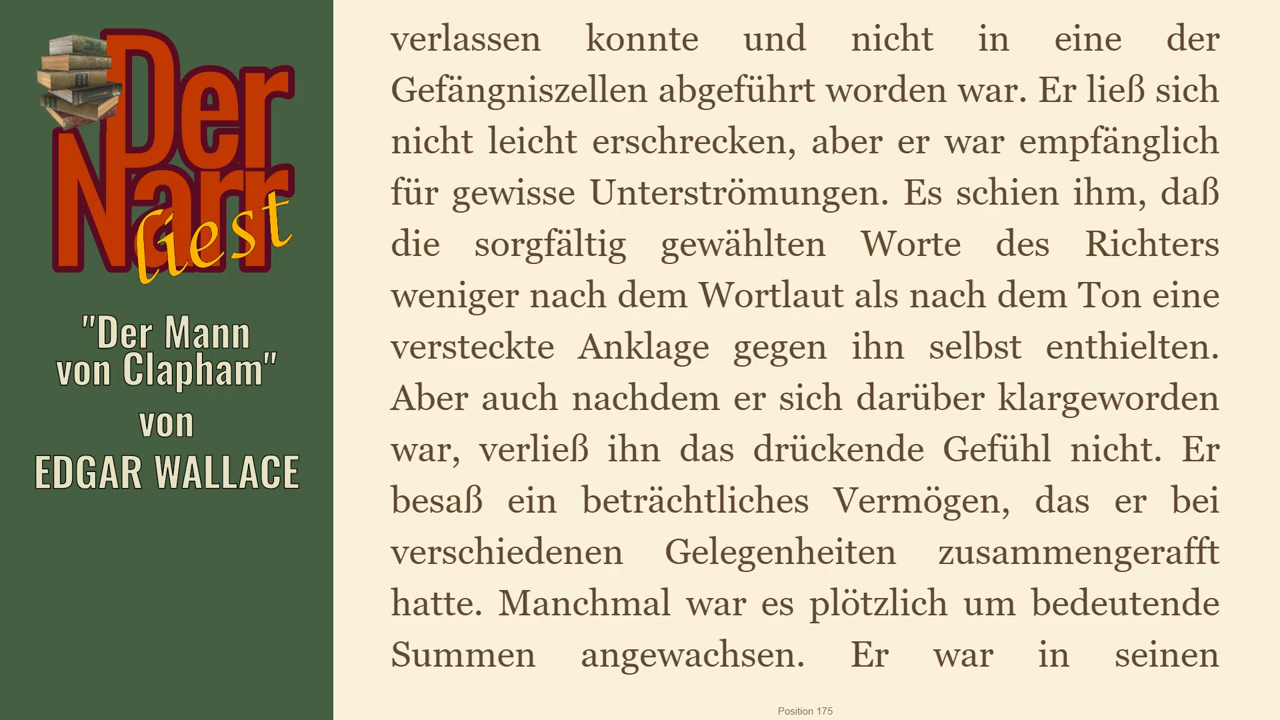 Der
Narr
liest
"Der Mann
von Clapham"
von
EDGAR WALLACE
verlassen konnte und nicht in eine der
Gefängniszellen abgeführt worden war. Er ließ sich
nicht leicht erschrecken, aber er war empfänglich
für gewisse Unterströmungen. Es schien ihm, daß
die sorgfältig gewählten Worte des Richters
weniger nach dem Wortlaut als nach dem Ton eine
versteckte Anklage gegen ihn selbst enthielten.
Aber auch nachdem er sich darüber klargeworden
war, verließ ihn das drückende Gefühl nicht. Er
besaß ein beträchtliches Vermögen, das er bei
verschiedenen Gelegenheiten zusammengerafft
hatte. Manchmal war es plötzlich um bedeutende
Summen angewachsen. Er war in seinen
Position 175